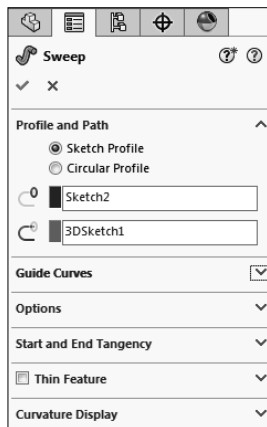 Sweep
Profile and Path
Sketch Profile
Circular Profile
Sketch2
3DSketch1
Guide Curves
Options
Start and End Tangency
Thin Feature
Curvature Display